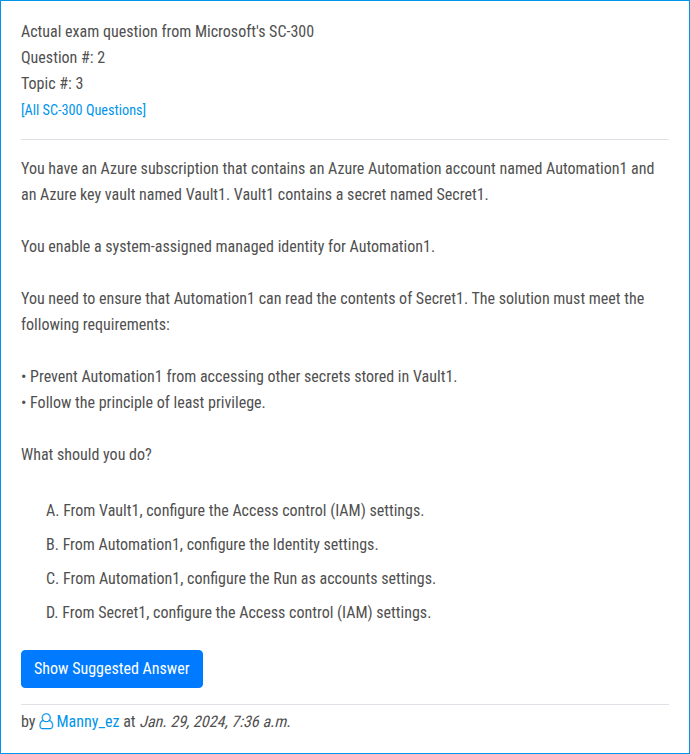 Actual exam question from Microsoft's SC-300
Question #: 2
Topic #: 3
[All SC-300 Questions]
You have an Azure subscription that contains an Azure Automation account named Automation1 and
an Azure key vault named Vault1. Vault1 contains a secret named Secret1.
You enable a system-assigned managed identity for Automation1.
You need to ensure that Automation1 can read the contents of Secret1. The solution must meet the
following requirements:
• Prevent Automation1 from accessing other secrets stored in Vault1.
• Follow the principle of least privilege.
What should you do?
A. From Vault1, configure the Access control (IAM) settings.
B. From Automation1, configure the Identity settings.
C. From Automation1, configure the Run as accounts settings.
D. From Secret1, configure the Access control (IAM) settings.
Show Suggested Answer
by Manny_ez at Jan. 29, 2024, 7:36 a.m.